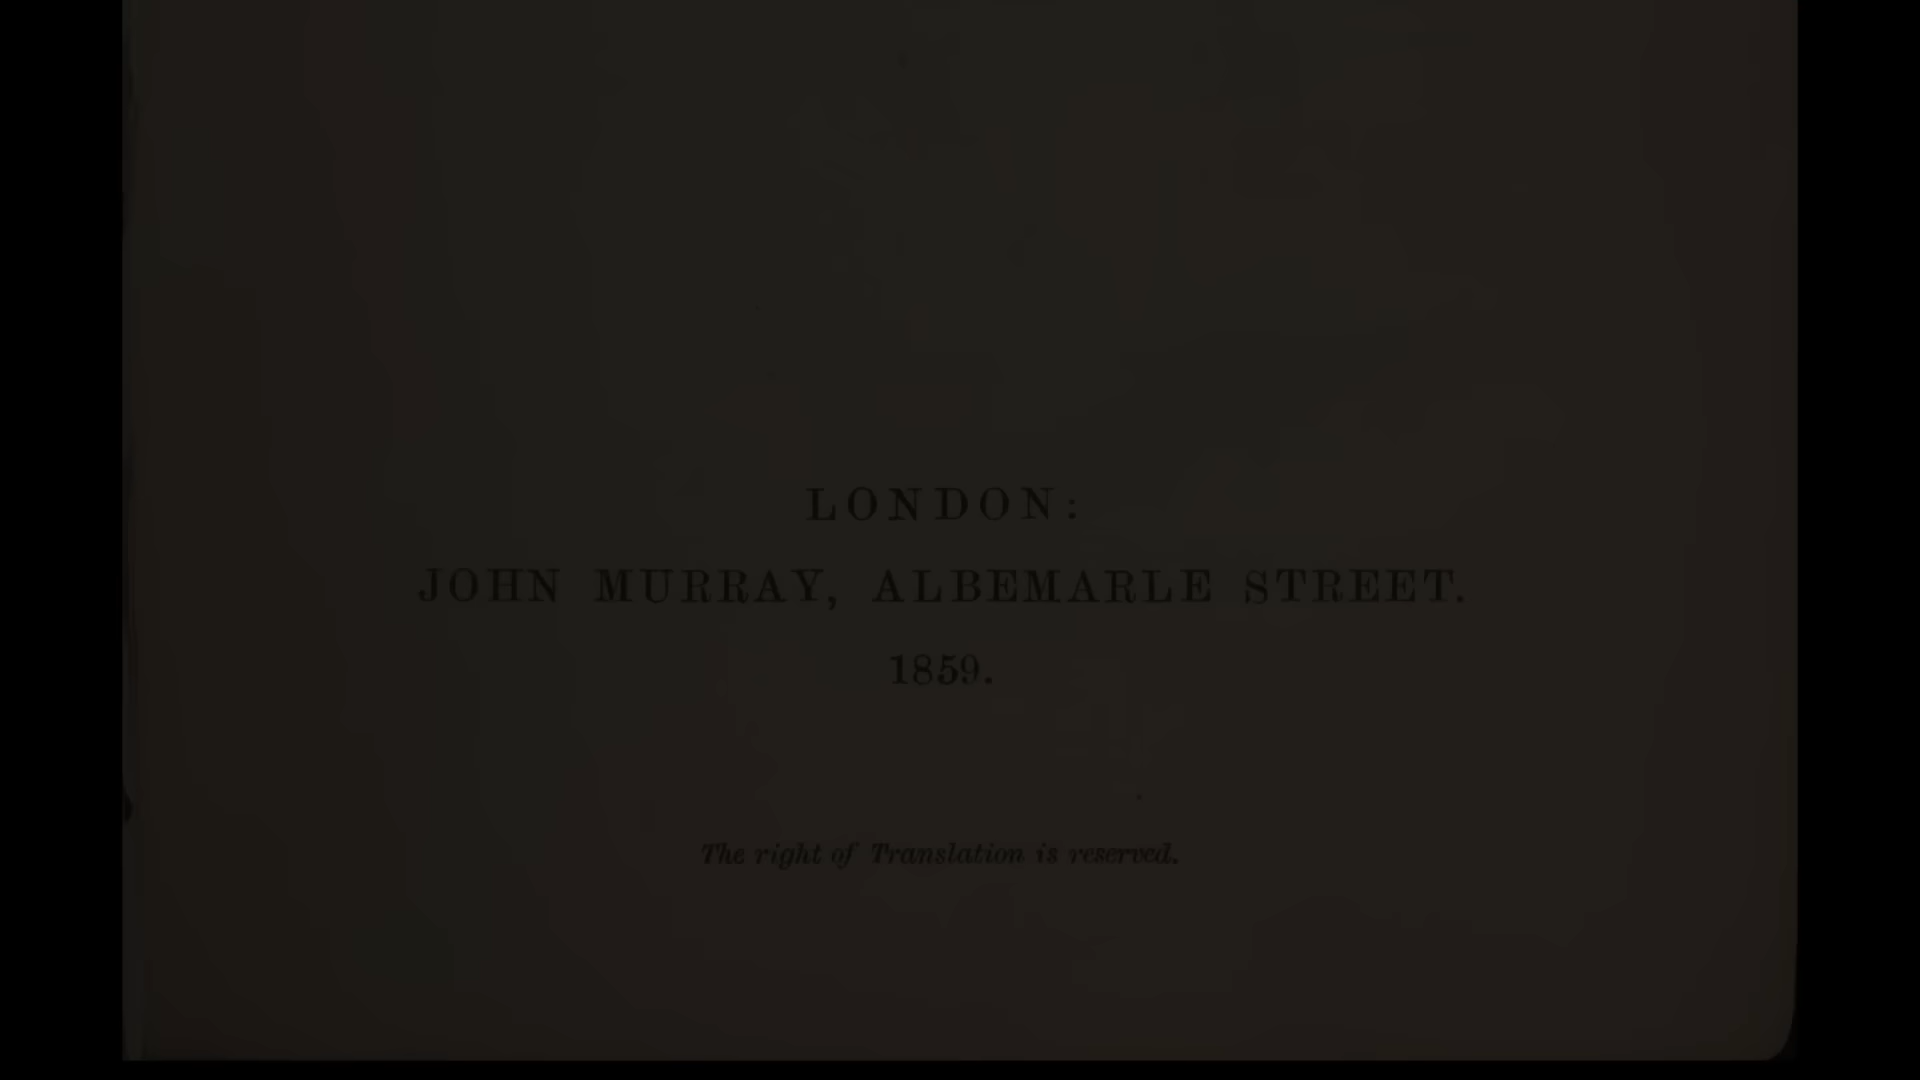 LONDON:
JOHN MURRAY, ALBEMARLE STREET.
1859.
The right of Translation is reserved.